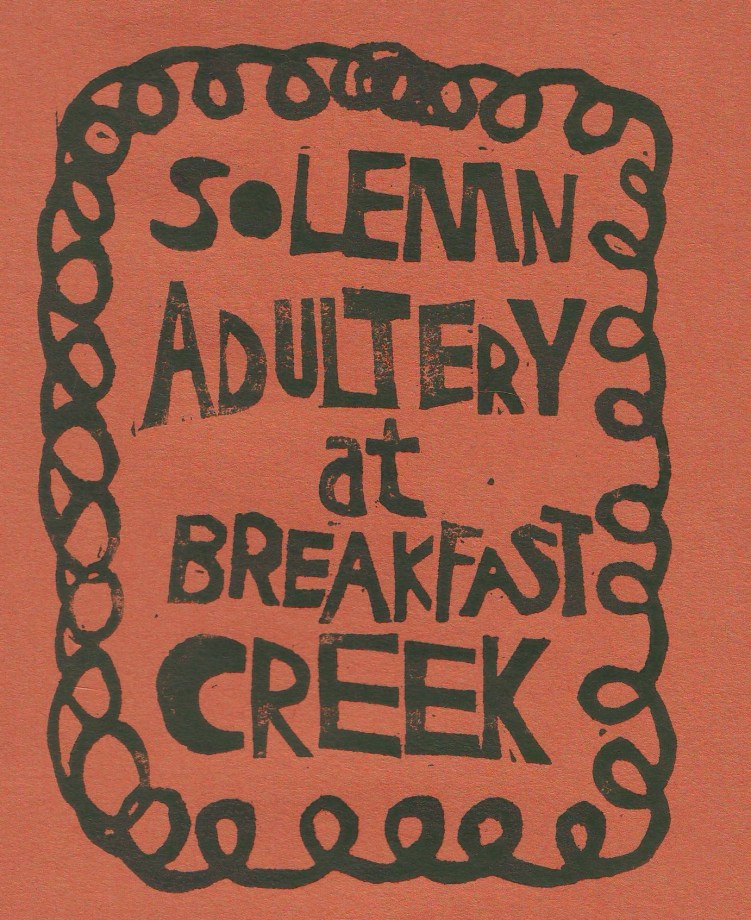 SOLEMN
ADULTERY
at
BREAKFAST
CREEK